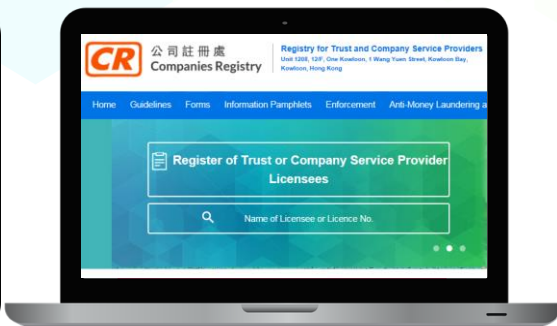 CR
公司註冊處
Companies Registry
Registry for Trust and Company Service Providers
Unit 1208, 12/F, One Kowloon, 1 Wang Yuen Street, Kowloon Bay,
Kowloon, Hong Kong
Home Guidelines Forms Information Pamphlets Enforcement Anti-Money Laundering a
Register of Trust or Company Service Provider
Licensees
Name of Licensee or Licence No.